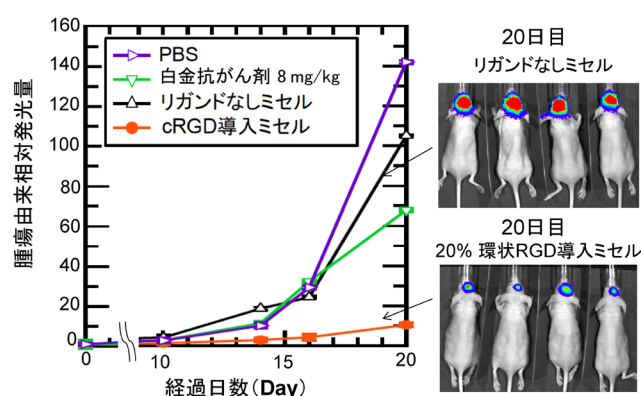 腫瘍由来相対発光量
160
140
120
100
80
60
40
20
0
PBS
白金抗がん剤 8 mg/kg
リガンドなしミセル
cRGD導入ミセル
0
10
15
20
経過日数(Day)
20日目
リガンドなしミセル
20日目
20% 環状RGD導入ミセル